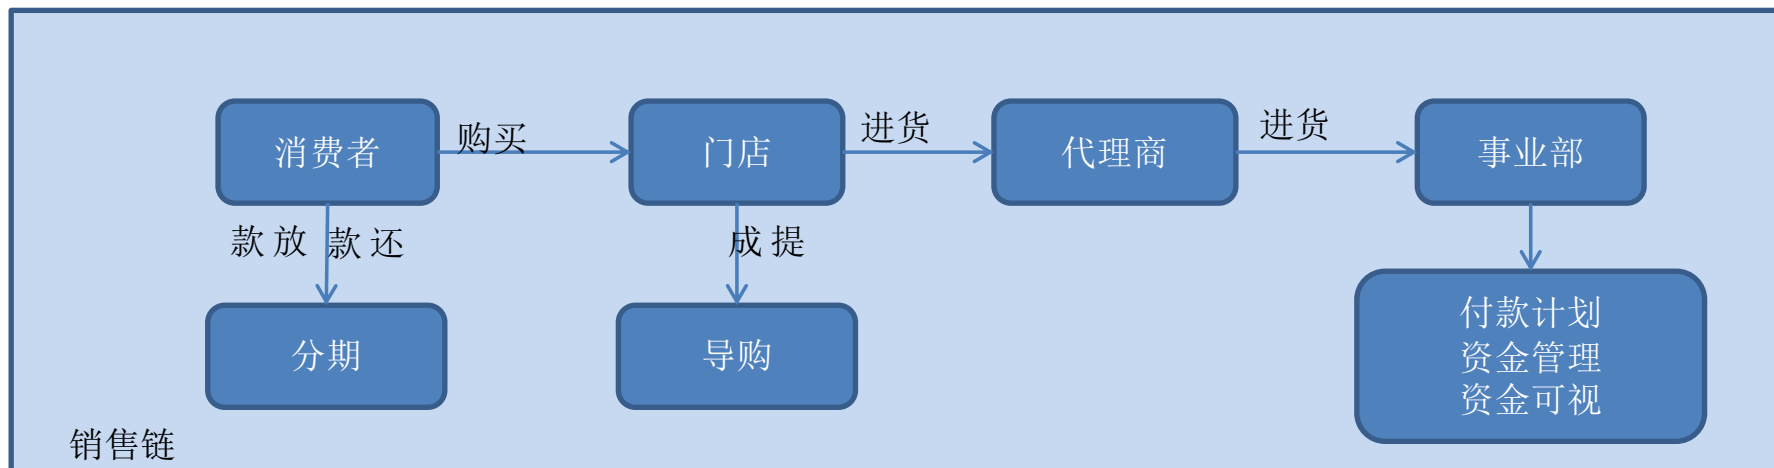 消费者
购买
门店
进货
代理商
进货
事业部
款放
款还
成提
分期
导购
付款计划
资金管理
资金可视
销售链